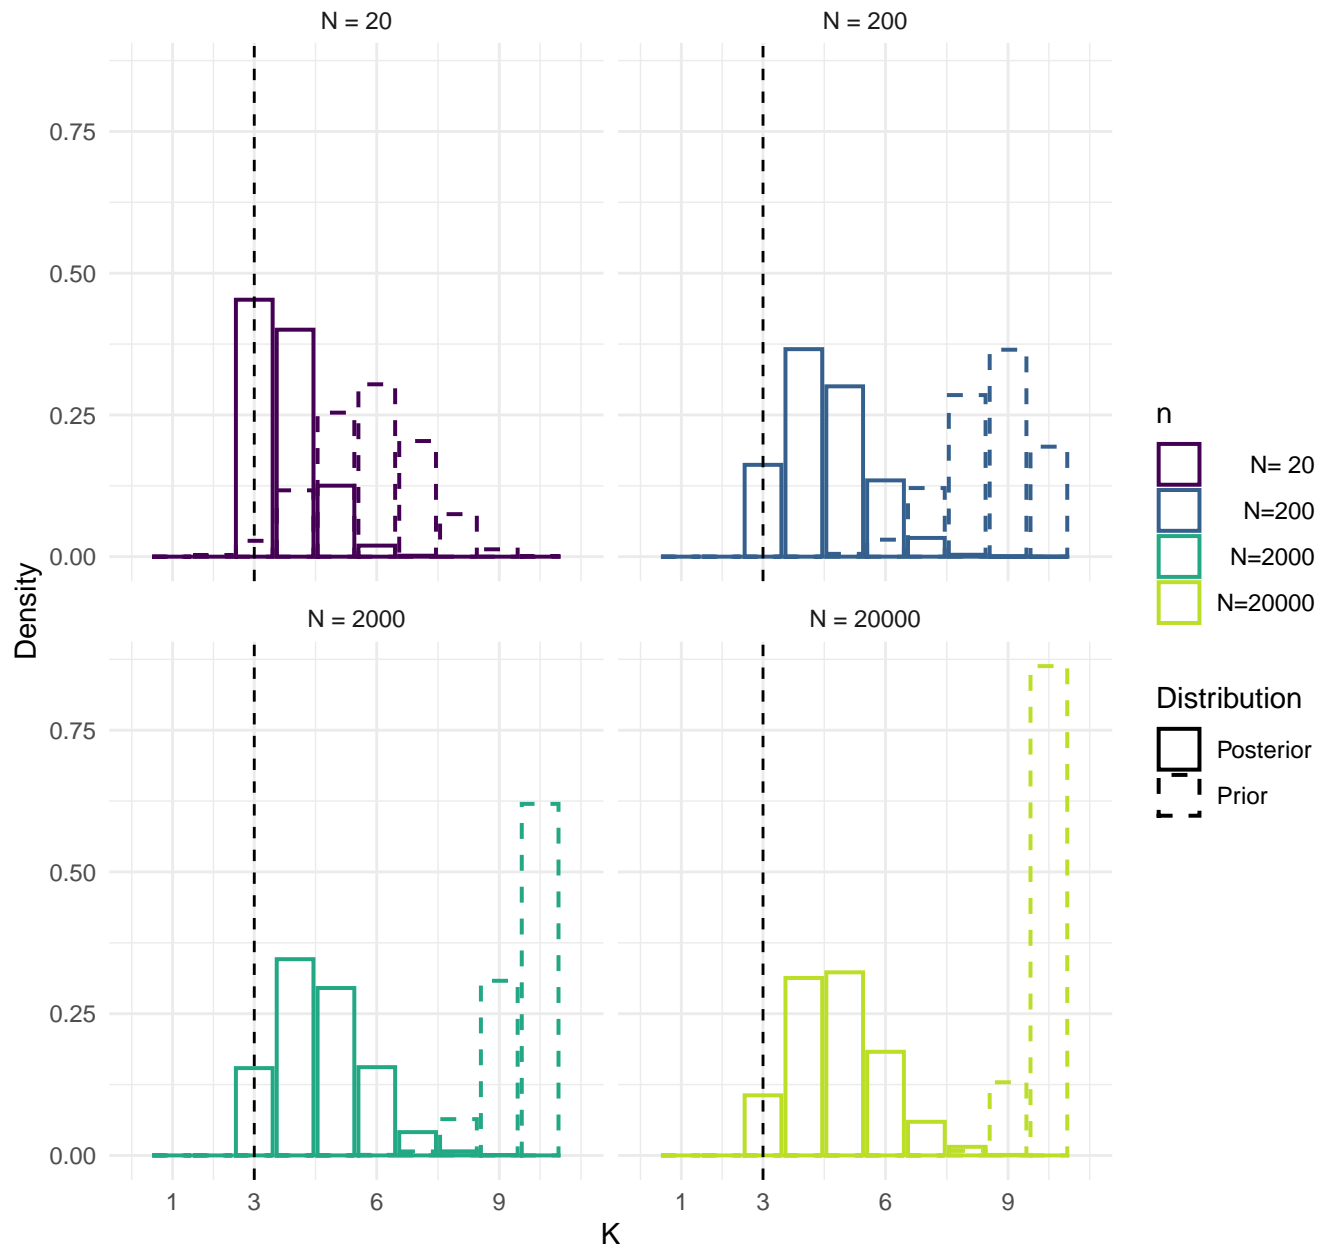 N = 20
N = 200
0.75
0.50
0.25
0.00
N = 2000
N = 20000
0.75
0.50
0.25
0.00
1 3 6 9
1 3 6 9
K
Density
n
N= 20
N=200
N=2000
N=20000
Distribution
Posterior
Prior